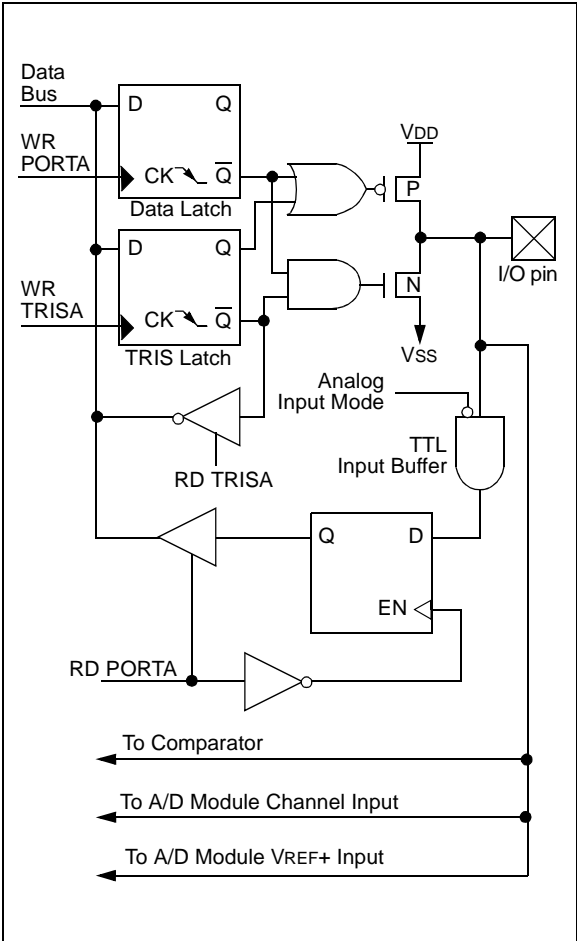 Data
Bus
D Q
WR
PORTA
CK Q̅
Data Latch
VDD
P
D Q
I/O pin
WR
TRISA
CK Q̅
N
TRIS Latch
VSS
Analog
Input Mode
TTL
Input Buffer
RD TRISA
Q D
EN
RD PORTA
To Comparator
To A/D Module Channel Input
To A/D Module VREF+ Input